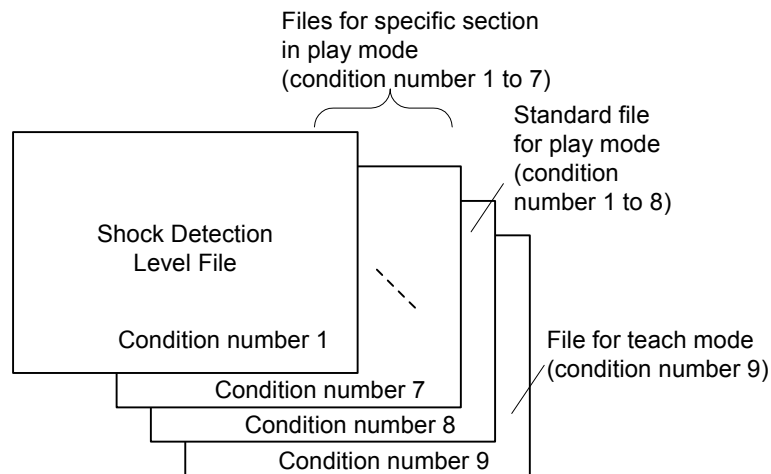 Files for specific section
in play mode
(condition number 1 to 7)
Standard file
for play mode
(condition
number 1 to 8)
Shock Detection
Level File
Condition number 1
File for teach mode
(condition number 9)
Condition number 7
Condition number 8
Condition number 9